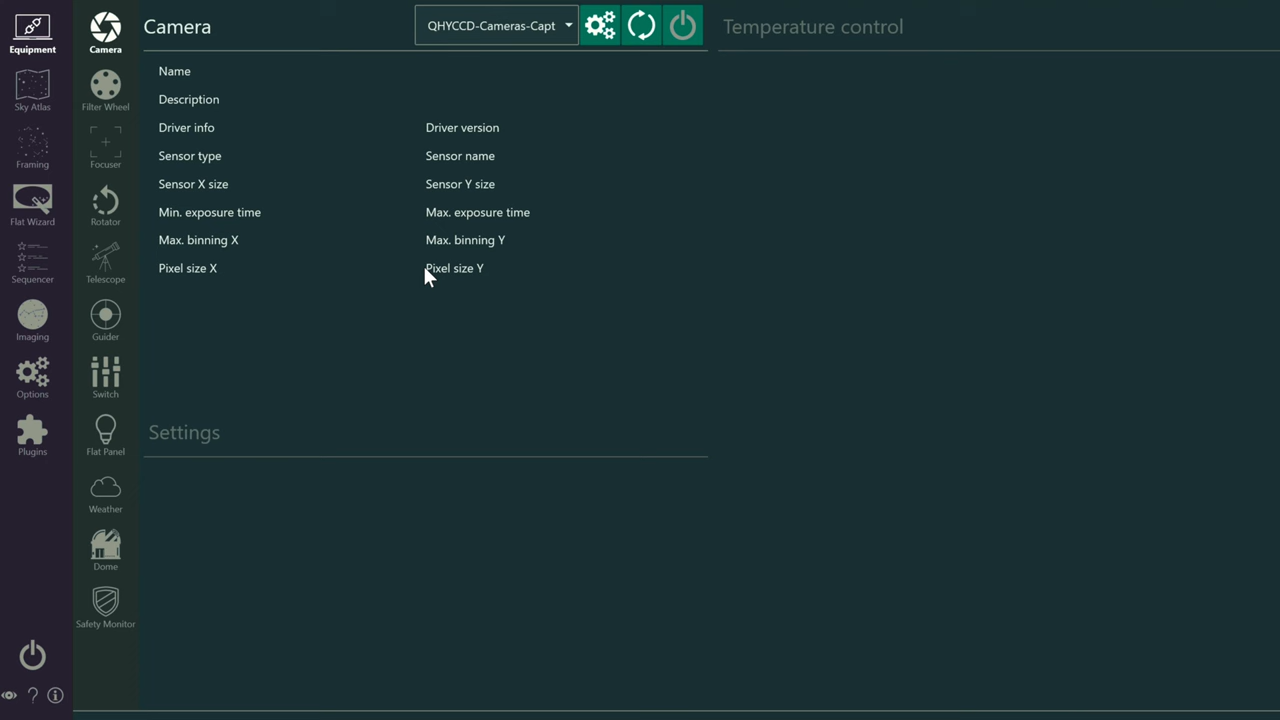 Equipment
Sky Atlas
Framing
Flat Wizard
Sequencer
Imaging
Options
Plugins
Camera
Filter Wheel
Focuser
Rotator
Telescope
Guider
Switch
Flat Panel
Weather
Dome
Safety Monitor
Camera
QHYCCD-Cameras-Capt
Name
Description
Driver info Driver version
Sensor type Sensor name
Sensor X size Sensor Y size
Min. exposure time Max. exposure time
Max. binning X Max. binning Y
Pixel size X Pixel size Y
Settings
Temperature control